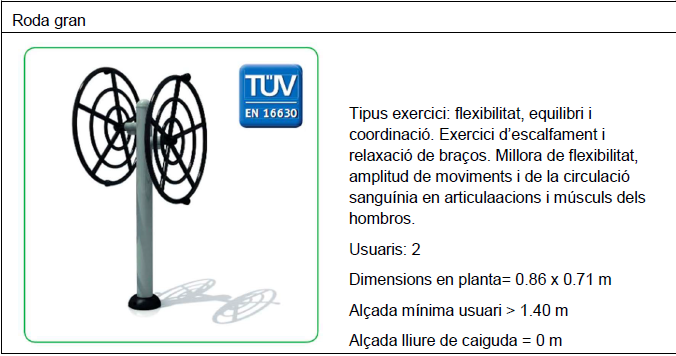 Roda gran
TÜV
EN 16630
Tipus exercici: flexibilitat, equilibri i
coordinació. Exercici d’escalfament i
relaxació de braços. Millora de flexibilitat,
amplitud de moviments i de la circulació
sanguínia en articulaacions i músculs dels
hombros.
Usuaris: 2
Dimensions en planta= 0.86 x 0.71 m
Alçada mínima usuari > 1.40 m
Alçada lliure de caiguda = 0 m